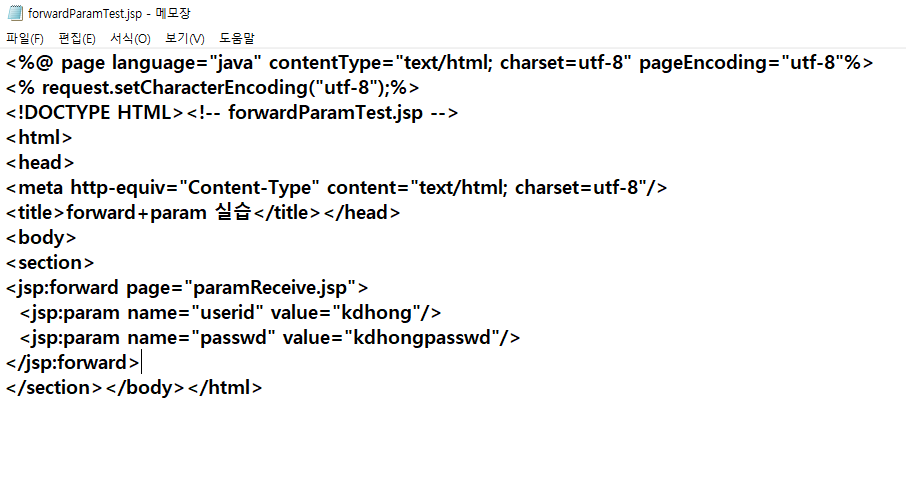 forwardParamTest.jsp - 메모장
파일(F) 편집(E) 서식(O) 보기(V) 도움말
<%@ page language="java" contentType="text/html; charset=utf-8" pageEncoding="utf-8"%>
<% request.setCharacterEncoding("utf-8");%>
<!DOCTYPE HTML><!-- forwardParamTest.jsp -->
<html>
<head>
<meta http-equiv="Content-Type" content="text/html; charset=utf-8"/>
<title>forward+param 실습</title></head>
<body>
<section>
<jsp:forward page="paramReceive.jsp">
  <jsp:param name="userid" value="kdhong"/>
  <jsp:param name="passwd" value="kdhongpasswd"/>
</jsp:forward>
</section></body></html>